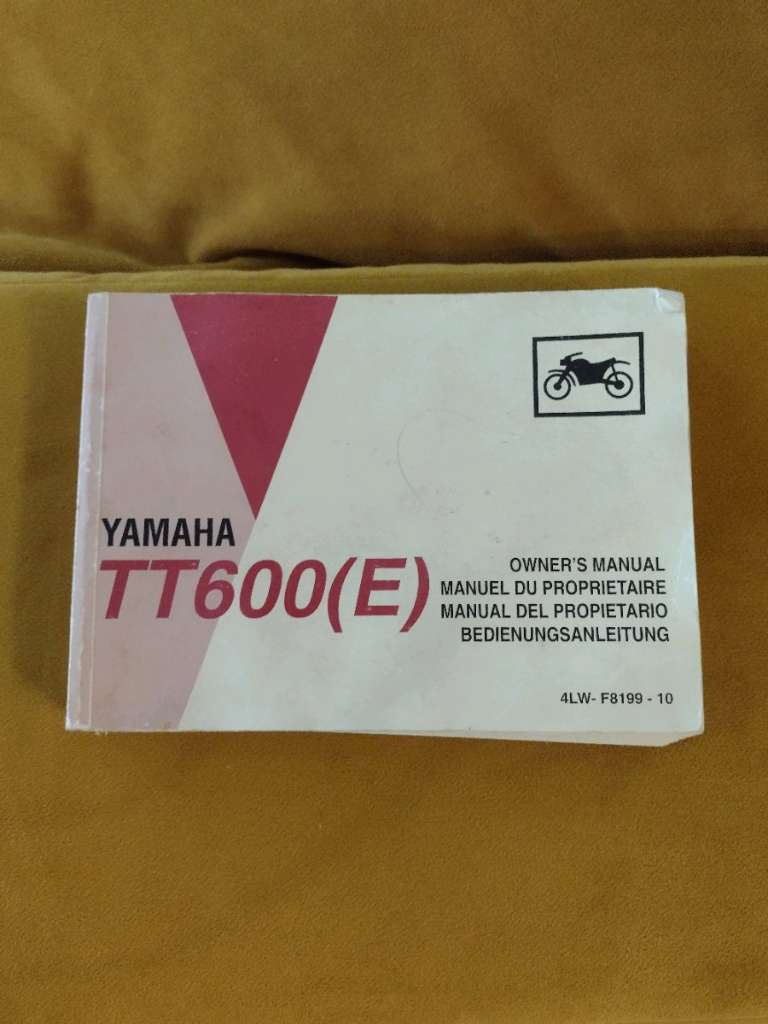 YAMAHA
TT600(E)
OWNER'S MANUAL
MANUEL DU PROPRIETAIRE
MANUAL DEL PROPIETARIO
BEDIENUNGSANLEITUNG
4LW- F8199 - 10